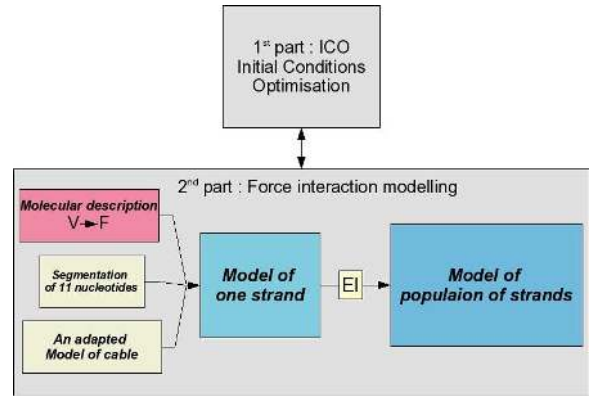 1st part : ICO
Initial Conditions
Optimisation
2nd part : Force interaction modelling
Molecular description
V→F
Segmentation
of 11 nucleotides
An adapted
Model of cable
Model of
one strand
EI
Model of
populaion of strands